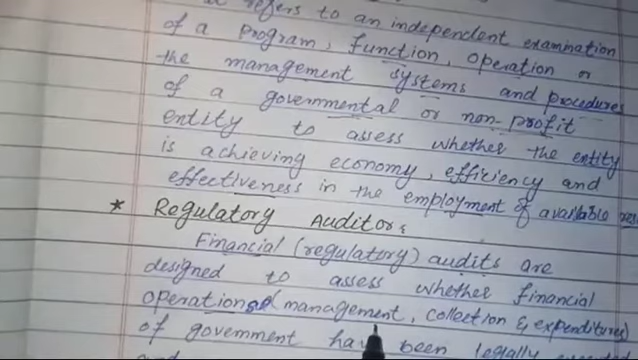 refers to an independent examination
of a program, function, operation or
the management systems and procedures
of a governmental or non-profit
entity to assess whether the entity
is achieving economy, efficiency and
effectiveness in the employment of available
* Regulatory Auditor:
Financial (regulatory) audits are
designed to assess whether financial
operations management, collection & expenditures)
of government have been legally